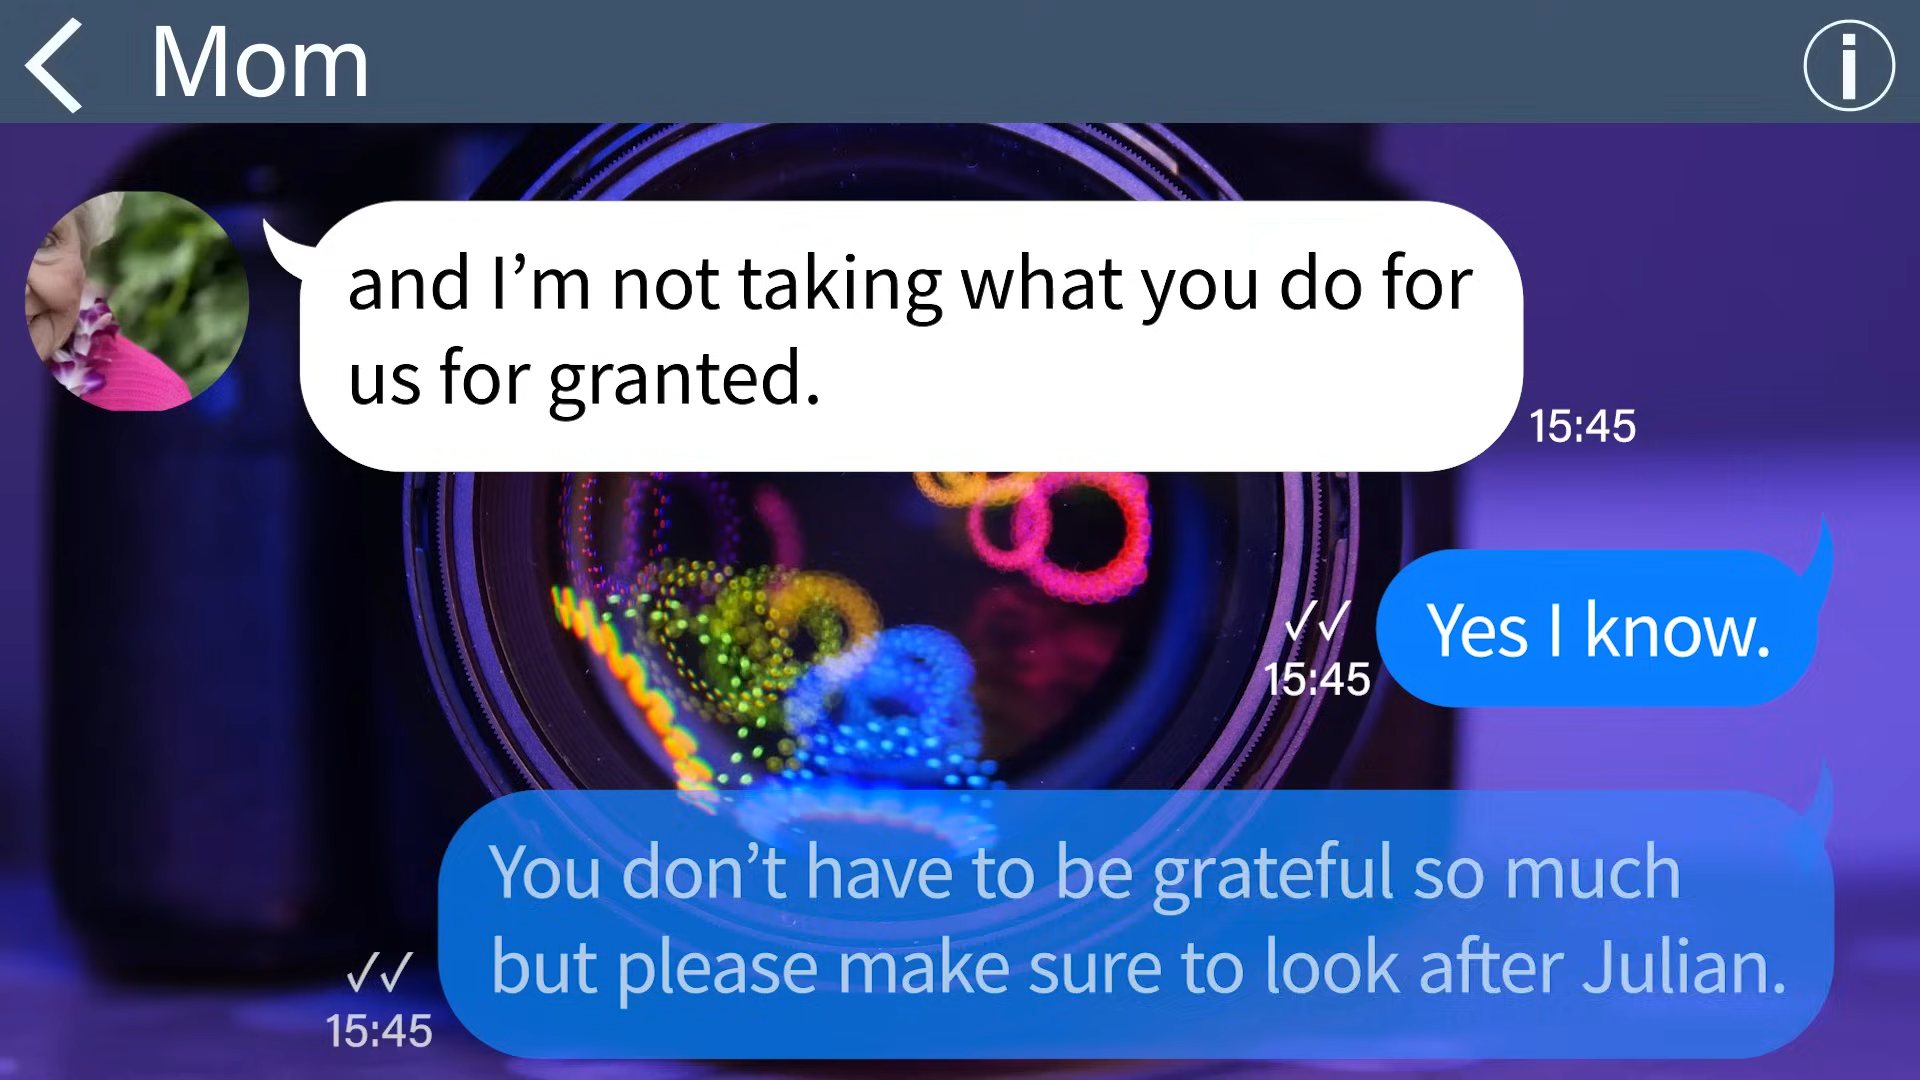 Mom
and I’m not taking what you do for
us for granted.
15:45
Yes I know.
15:45
You don’t have to be grateful so much
but please make sure to look after Julian.
15:45